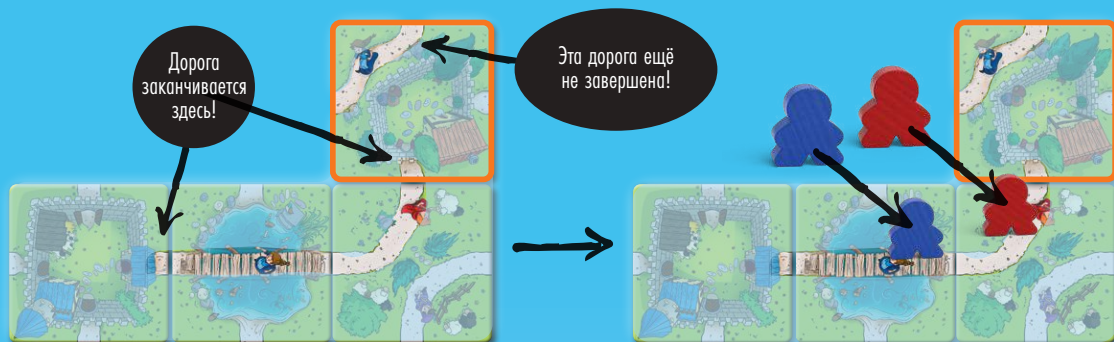 Дорога
заканчивается
здесь!
Эта дорога ещё
не завершена!